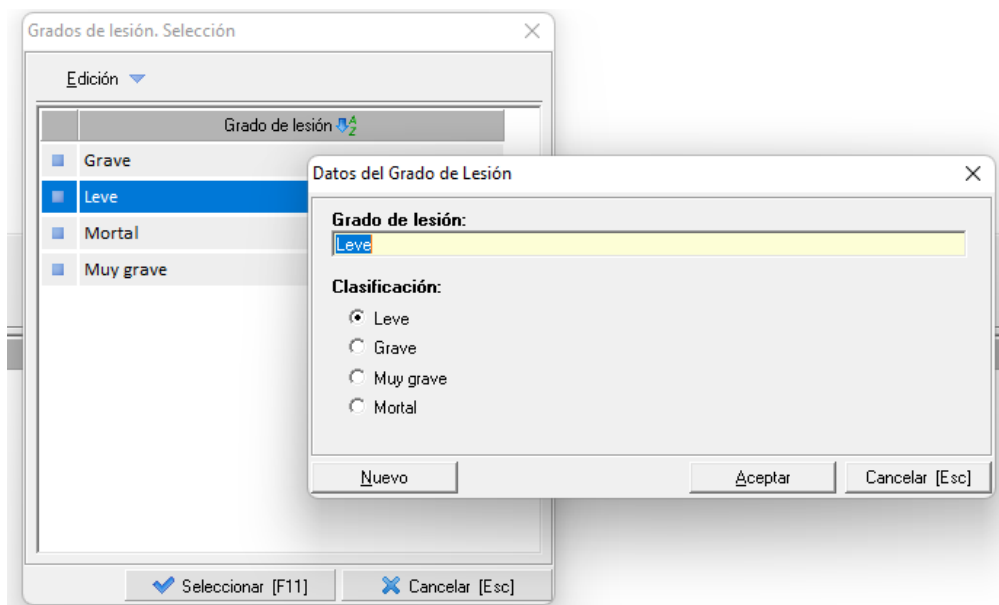 Grados de lesión. Selección
Edición
Grado de lesión
Grave
Leve
Mortal
Muy grave
Seleccionar [F11]
Cancelar [Esc]
Datos del Grado de Lesión
Grado de lesión:
Leve
Clasificación:
Leve
Grave
Muy grave
Mortal
Nuevo
Aceptar
Cancelar [Esc]